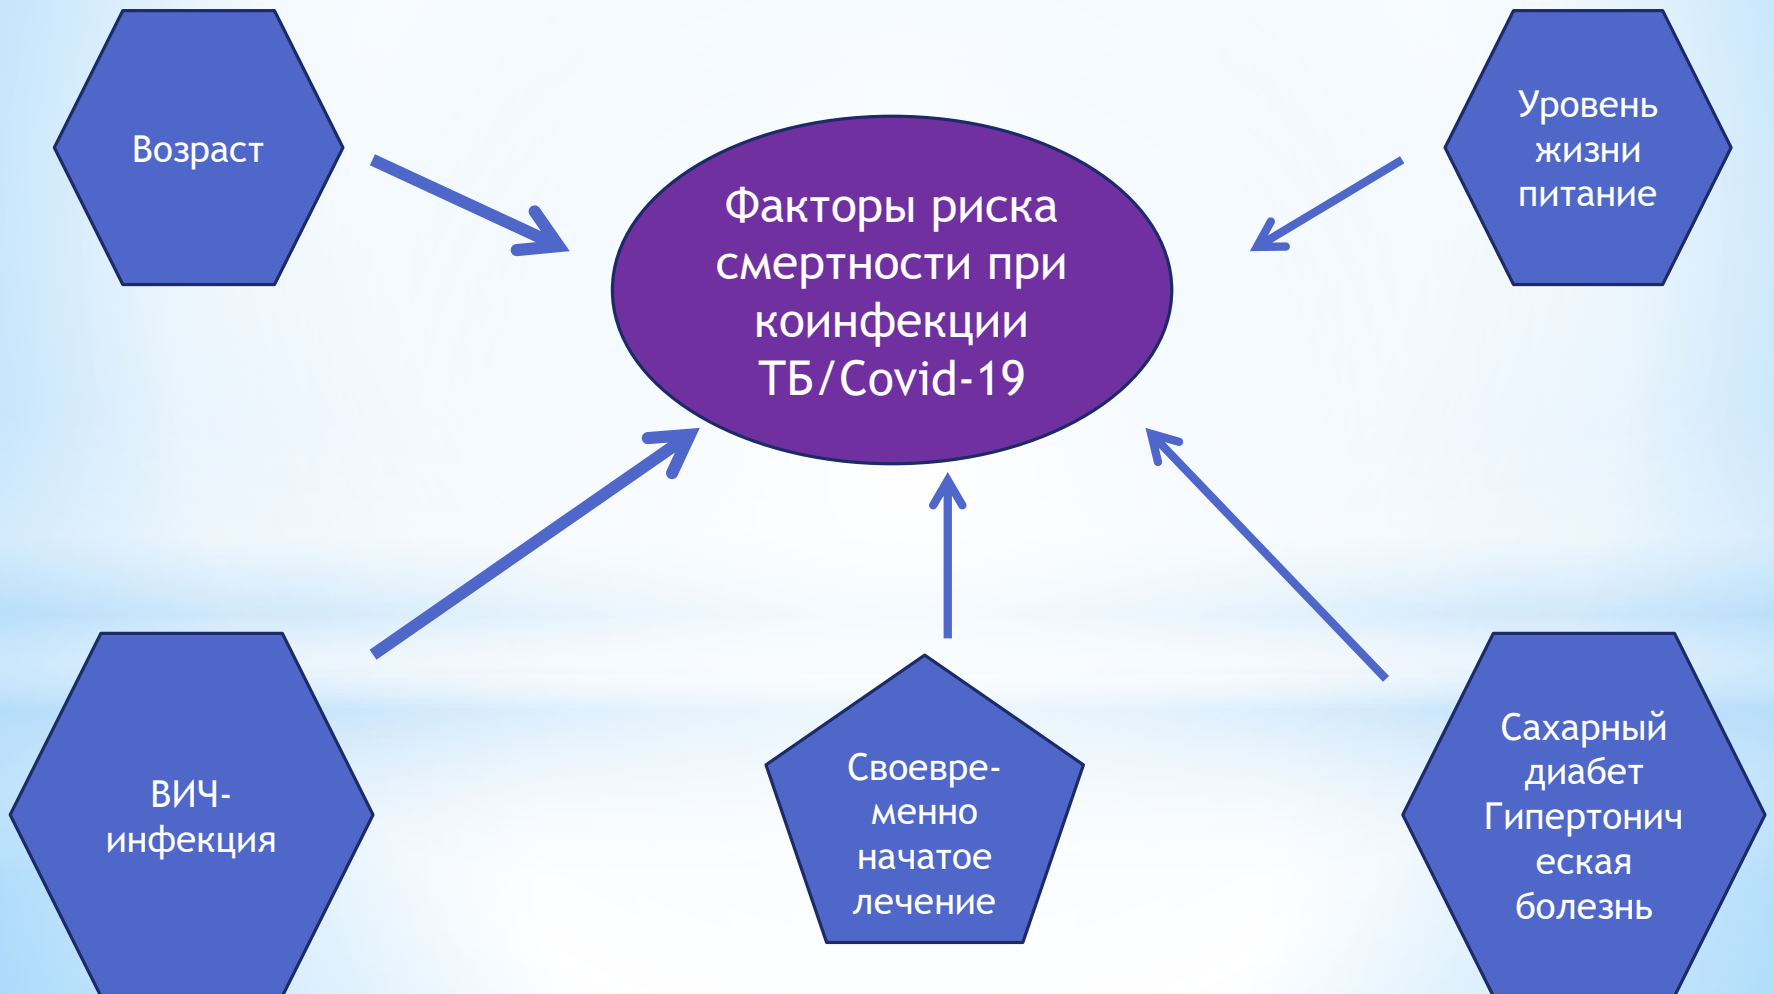 Возраст
Уровень
жизни
питание
Факторы риска
смертности при
коинфекции
ТБ/Covid-19
ВИЧ-
инфекция
Своевре-
менно
начатое
лечение
Сахарный
диабет
Гипертонич
еская
болезнь